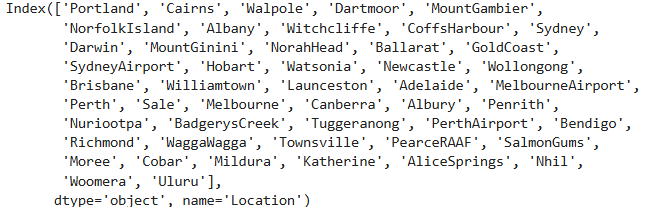 Index(['Portland', 'Cairns', 'Walpole', 'Dartmoor', 'MountGambier',
'NorfolkIsland', 'Albany', 'Witchcliffe', 'CoffsHarbour', 'Sydney',
'Darwin', 'MountGinini', 'NorahHead', 'Ballarat', 'GoldCoast',
'SydneyAirport', 'Hobart', 'Watsonia', 'Newcastle', 'Wollongong',
'Brisbane', 'Williamtown', 'Launceston', 'Adelaide', 'MelbourneAirport',
'Perth', 'Sale', 'Melbourne', 'Canberra', 'Albury', 'Penrith',
'Nuriootpa', 'BadgerysCreek', 'Tuggeranong', 'PerthAirport', 'Bendigo',
'Richmond', 'WaggaWagga', 'Townsville', 'PearceRAAF', 'SalmonGums',
'Moree', 'Cobar', 'Mildura', 'Katherine', 'AliceSprings', 'Nhil',
'Woomera', 'Uluru'],
dtype='object', name='Location')